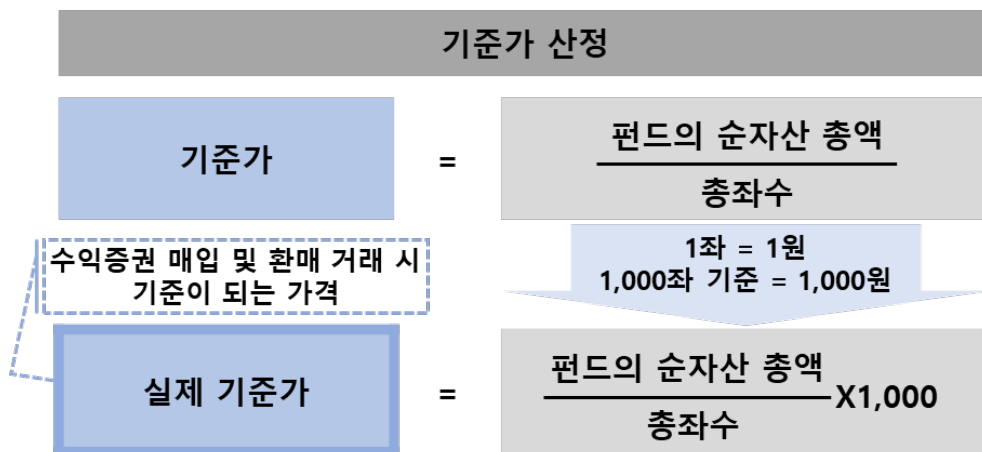 기준가 산정
기준가
=
펀드의 순자산 총액
총좌수
수익증권 매입 및 환매 거래 시
기준이 되는 가격
1좌 = 1원
1,000좌 기준 = 1,000원
실제 기준가
=
펀드의 순자산 총액
총좌수
X1,000